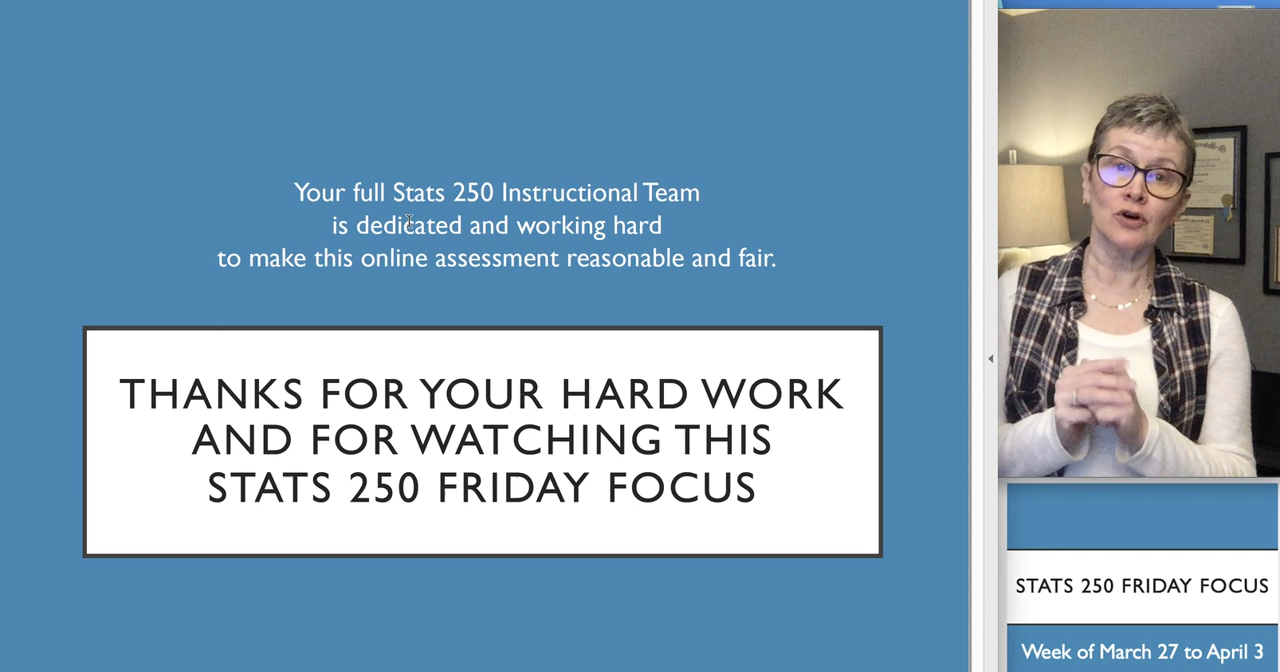 Your full Stats 250 Instructional Team
is dedicated and working hard
to make this online assessment reasonable and fair.
THANKS FOR YOUR HARD WORK
AND FOR WATCHING THIS
STATS 250 FRIDAY FOCUS
STATS 250 FRIDAY FOCUS
Week of March 27 to April 3